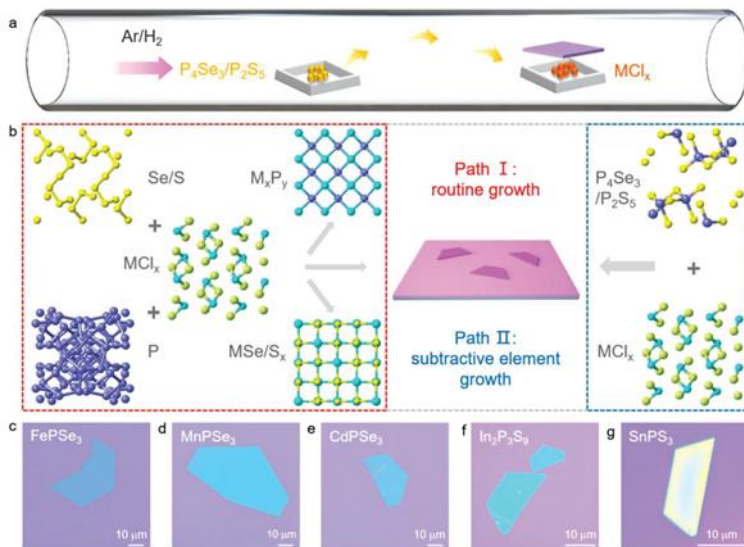 a
Ar/H₂
P₄Se₃/P₂S₅
MClₓ
b
Se/S
+
MClₓ
+
P
MₓPᵧ
MSe/Sₓ
Path Ⅰ:
routine growth
Path Ⅱ:
subtractive element
growth
P₄Se₃
/P₂S₅
+
MClₓ
c
FePSe₃
10 μm
d
MnPSe₃
10 μm
e
CdPSe₃
10 μm
f
In₂P₃S₉
10 μm
g
SnPS₃
10 μm